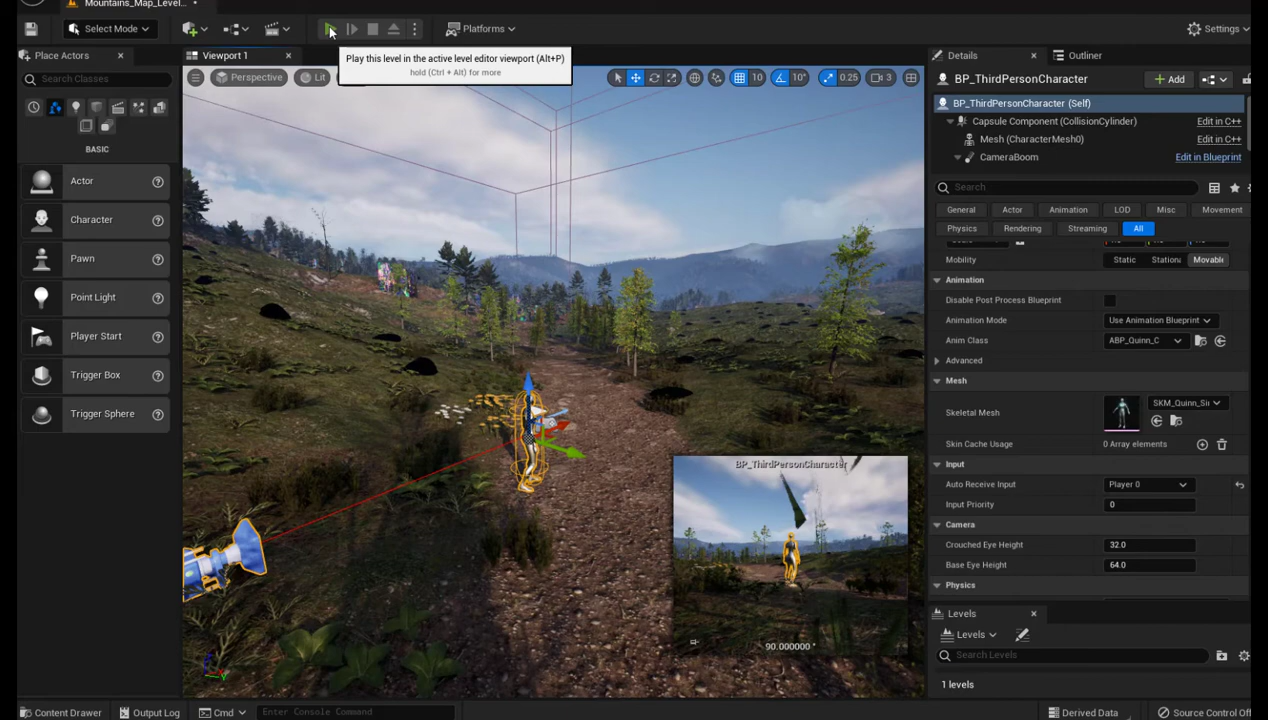 Mountains_Map_Level...
Select Mode
Platforms
Settings
Place Actors
Viewport 1
Play this level in the active level editor viewport (Alt+P)
hold (Ctrl + Alt) for more
Details
Outliner
Search Classes
Perspective
Lit
10
10°
0.25
3
BP_ThirdPersonCharacter
Add
BP_ThirdPersonCharacter (Self)
Capsule Component (CollisionCylinder)
Edit in C++
Mesh (CharacterMesh0)
Edit in C++
CameraBoom
Edit in Blueprint
BASIC
Actor
Character
Pawn
Point Light
Player Start
Trigger Box
Trigger Sphere
Search
General
Actor
Animation
LOD
Misc
Movement
Physics
Rendering
Streaming
All
Mobility
Static
Stationa
Movable
Animation
Disable Post Process Blueprint
Animation Mode
Use Animation Blueprint
Anim Class
ABP_Quinn_C
Advanced
Mesh
Skeletal Mesh
SKM_Quinn_Si
Skin Cache Usage
0 Array elements
Input
Auto Receive Input
Player 0
Input Priority
0
Camera
Crouched Eye Height
32.0
Base Eye Height
64.0
Physics
BP_ThirdPersonCharacter
90.000000 °
Levels
Levels
Search Levels
1 levels
Content Drawer
Output Log
Cmd
Enter Console Command
Derived Data
Source Control Off